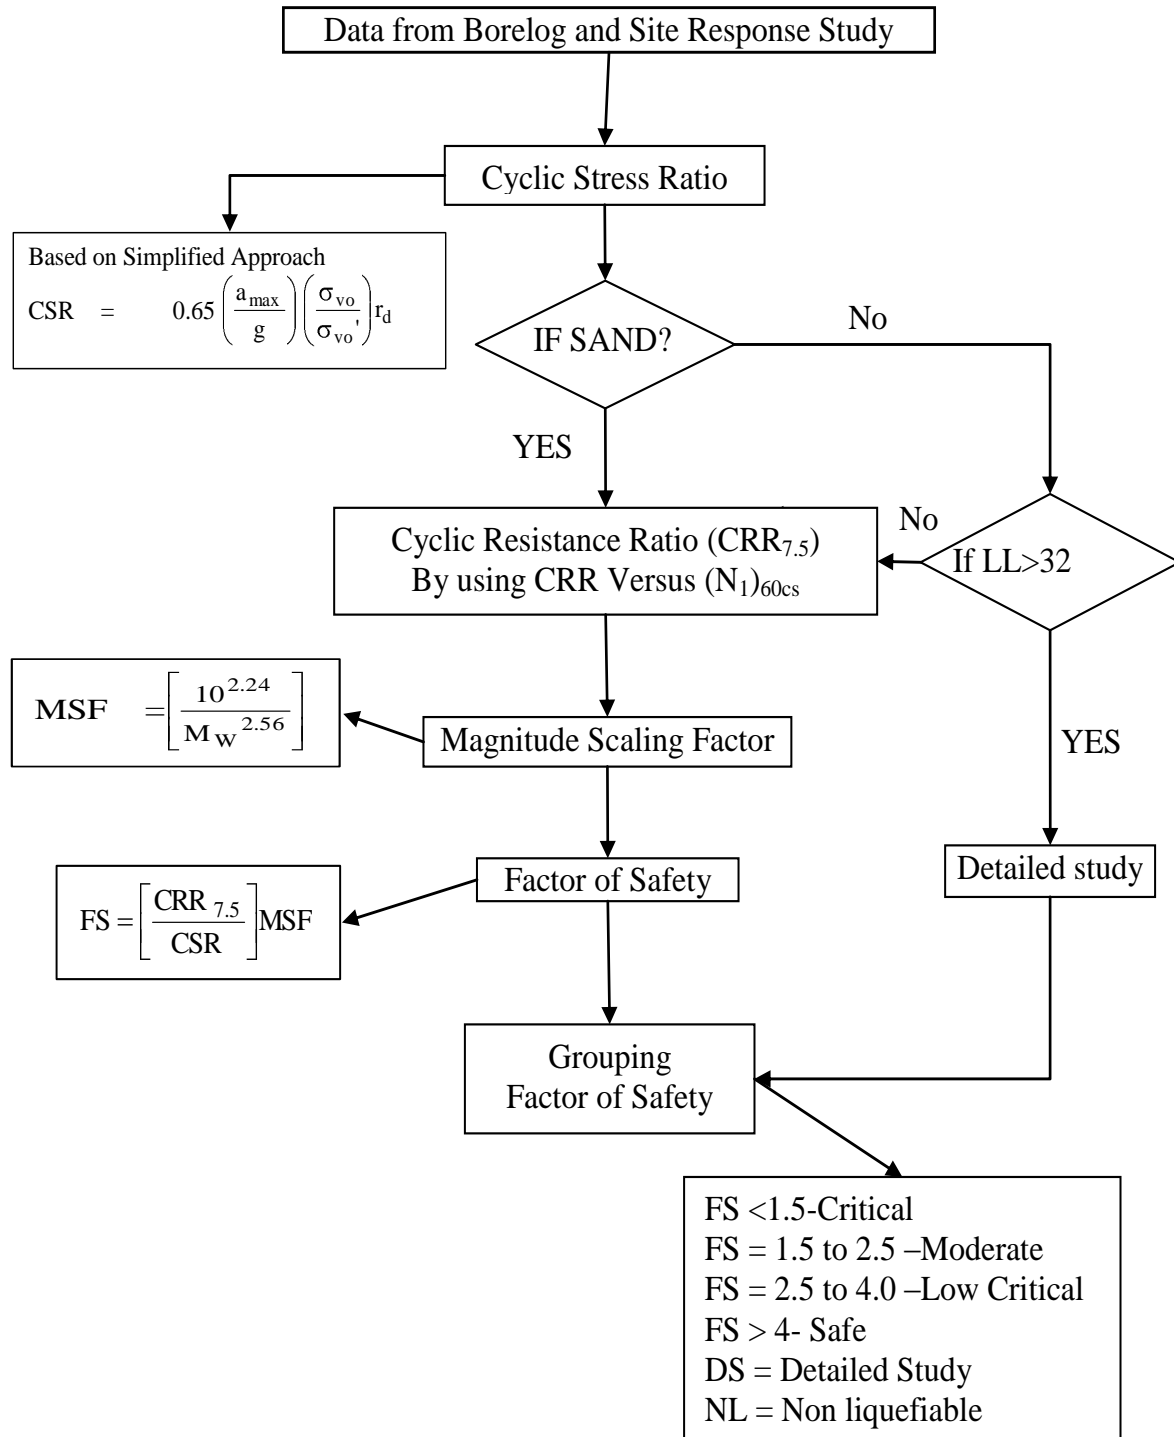 Data from Borelog and Site Response Study
Cyclic Stress Ratio
Based on Simplified Approach
CSR = 0.65 (a_max / g) (σ_vo / σ_vo') r_d
IF SAND?
No
YES
Cyclic Resistance Ratio (CRR_7.5)
By using CRR Versus (N_1)_60cs
No
If LL>32
MSF = [10^2.24 / M_W^2.56]
Magnitude Scaling Factor
YES
Factor of Safety
Detailed study
FS = [CRR_7.5 / CSR] MSF
Grouping
Factor of Safety
FS <1.5-Critical
FS = 1.5 to 2.5 –Moderate
FS = 2.5 to 4.0 –Low Critical
FS > 4- Safe
DS = Detailed Study
NL = Non liquefiable